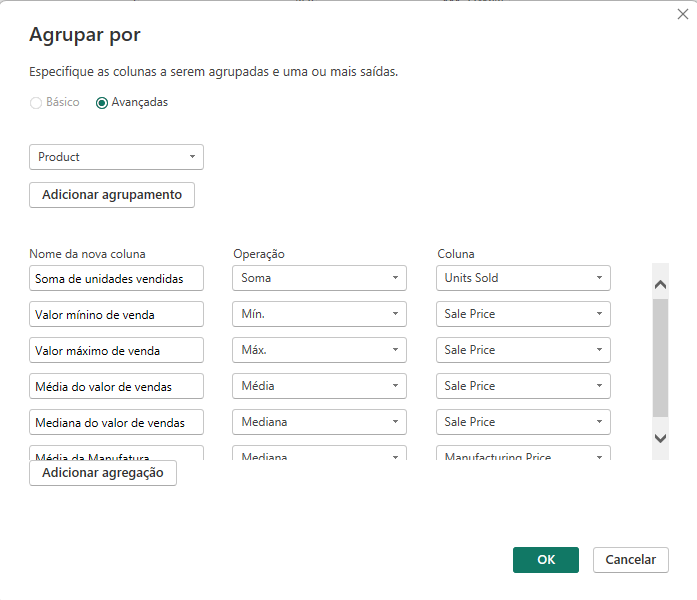 Agrupar por
Especifique as colunas a serem agrupadas e uma ou mais saídas.
Básico Avançadas
Product
Adicionar agrupamento
Nome da nova coluna Operação Coluna
Soma de unidades vendidas Soma Units Sold
Valor mínino de venda Mín. Sale Price
Valor máximo de venda Máx. Sale Price
Média do valor de vendas Média Sale Price
Mediana do valor de vendas Mediana Sale Price
Média da Manufatura Mediana Manufacturing Price
Adicionar agregação
OK Cancelar